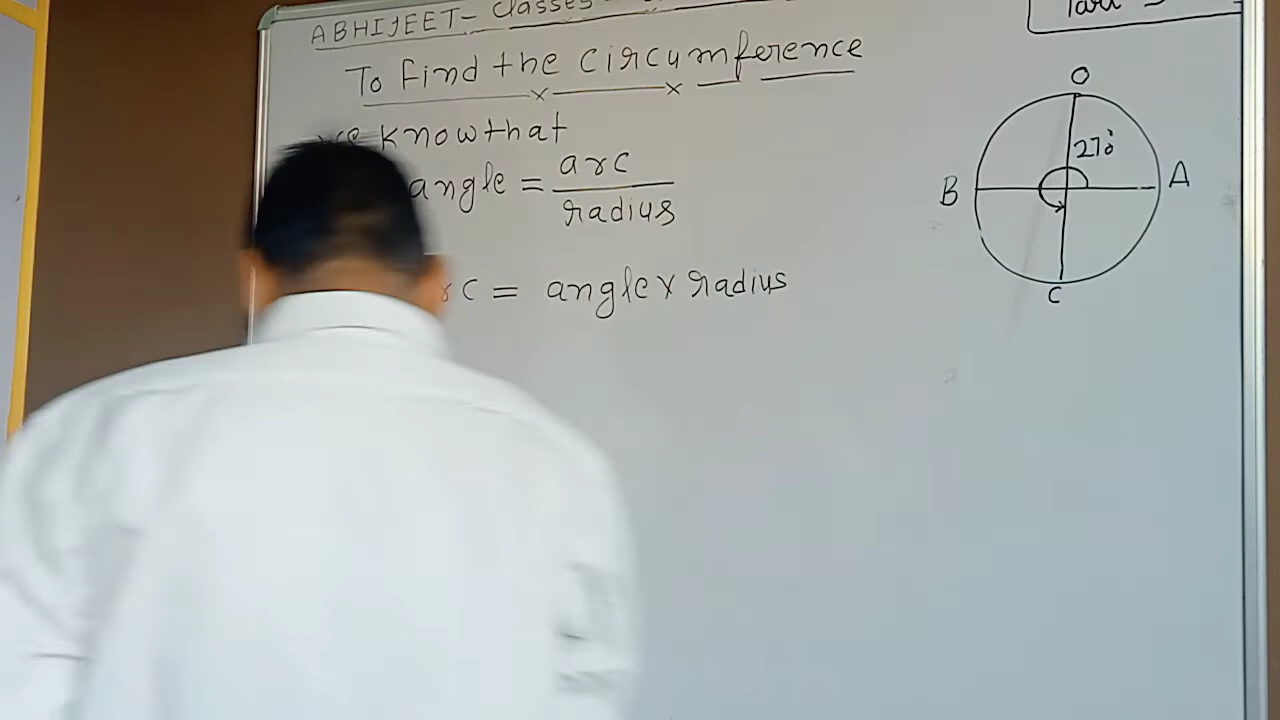 ABHIJEET- Classes -
To find the circumference
we know that
angle = arc / radius
arc = angle x radius
O
270°
B
A
C